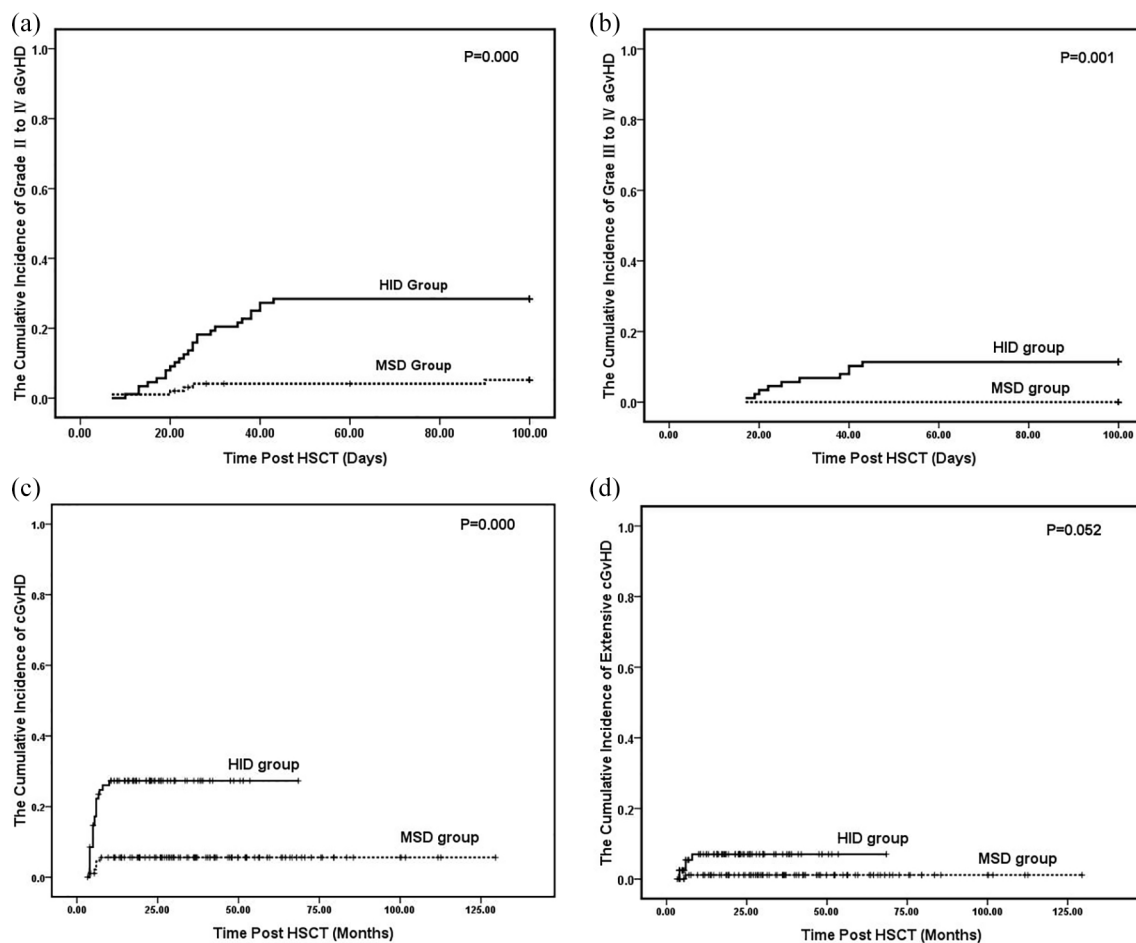 (a)
The Cumulative Incidence of Grade II to IV aGvHD
1.0
0.8
0.6
0.4
0.2
0.0
P=0.000
HID Group
MSD Group
0.00 20.00 40.00 60.00 80.00 100.00
Time Post HSCT (Days)
(b)
The Cumulative Incidence of Grae III to IV aGvHD
1.0
0.8
0.6
0.4
0.2
0.0
P=0.001
HID group
MSD group
0.00 20.00 40.00 60.00 80.00 100.00
Time Post HSCT (Days)
(c)
The Cumulative Incidence of cGvHD
1.0
0.8
0.6
0.4
0.2
0.0
P=0.000
HID group
MSD group
0.00 25.00 50.00 75.00 100.00 125.00
Time Post HSCT (Months)
(d)
The Cumulative Incidence of Extensive cGvHD
1.0
0.8
0.6
0.4
0.2
0.0
P=0.052
HID group
MSD group
0.00 25.00 50.00 75.00 100.00 125.00
Time Post HSCT (Months)